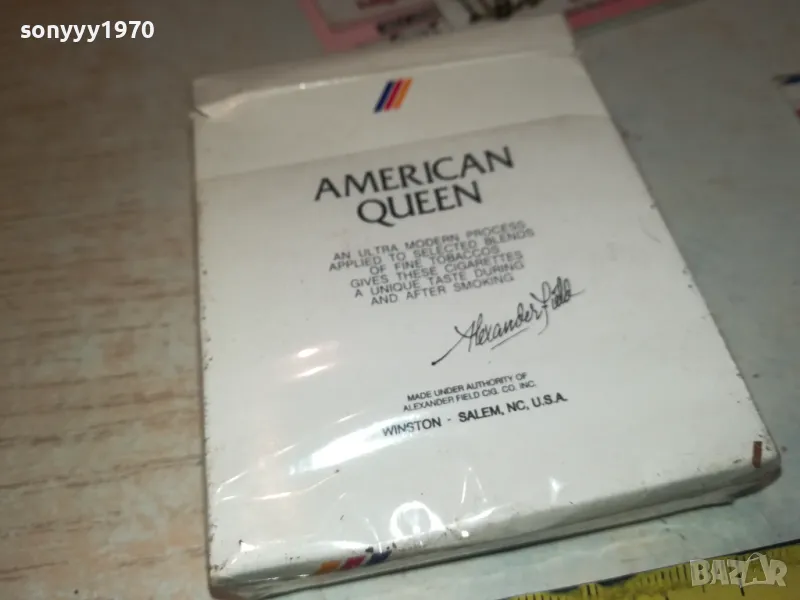 sonyyy1970
AMERICAN
QUEEN
AN ULTRA MODERN PROCESS
APPLIED TO SELECTED BLENDS
OF FINE TOBACCOS
GIVES THESE CIGARETTES
A UNIQUE TASTE DURING
AND AFTER SMOKING
Alexander Field
MADE UNDER AUTHORITY OF
ALEXANDER FIELD CIG. CO. INC.
WINSTON - SALEM, NC, U.S.A.
BAZAR